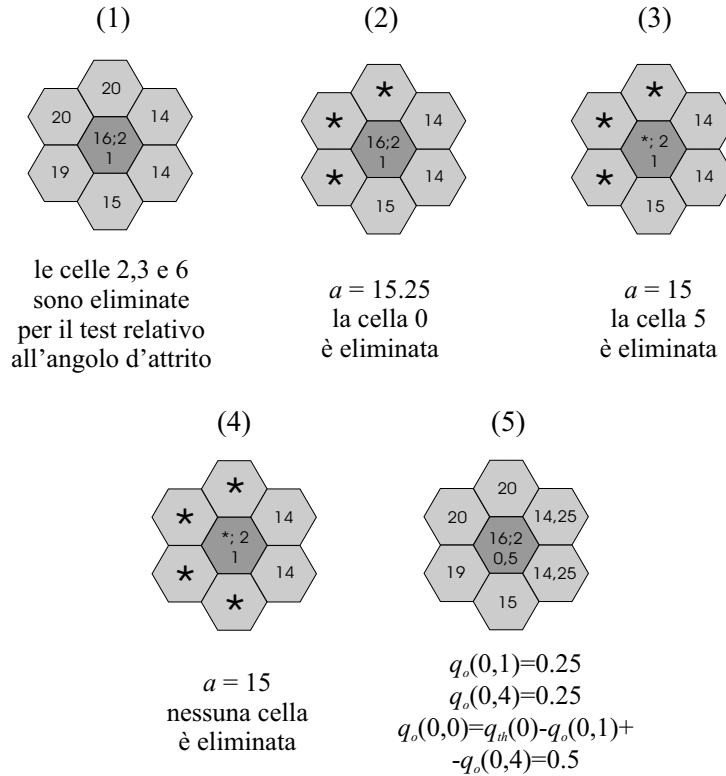 (1)
20
20
14
16;2
1
19
14
15
le celle 2,3 e 6
sono eliminate
per il test relativo
all'angolo d'attrito
(2)
*
*
14
16;2
1
*
14
15
a = 15.25
la cella 0
è eliminata
(3)
*
*
14
*; 2
1
*
14
15
a = 15
la cella 5
è eliminata
(4)
*
*
14
*; 2
1
*
14
*
a = 15
nessuna cella
è eliminata
(5)
20
20
14,25
16;2
0,5
19
14,25
15
qₒ(0,1)=0.25
qₒ(0,4)=0.25
qₒ(0,0)=qₜₕ(0)-qₒ(0,1)+
-qₒ(0,4)=0.5